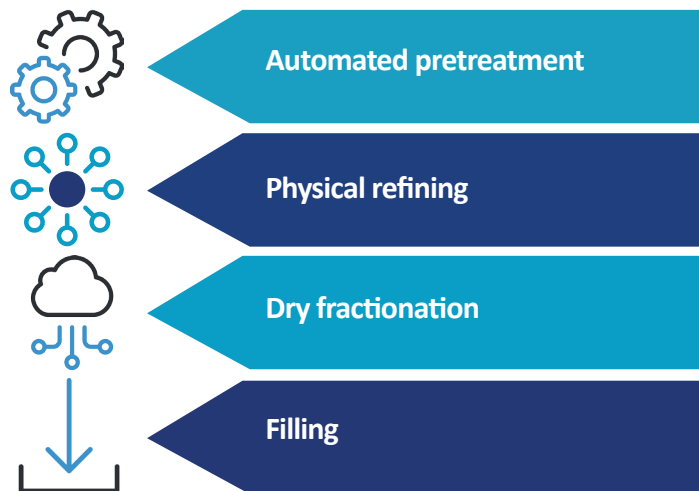 Automated pretreatment
Physical refining
Dry fractionation
Filling